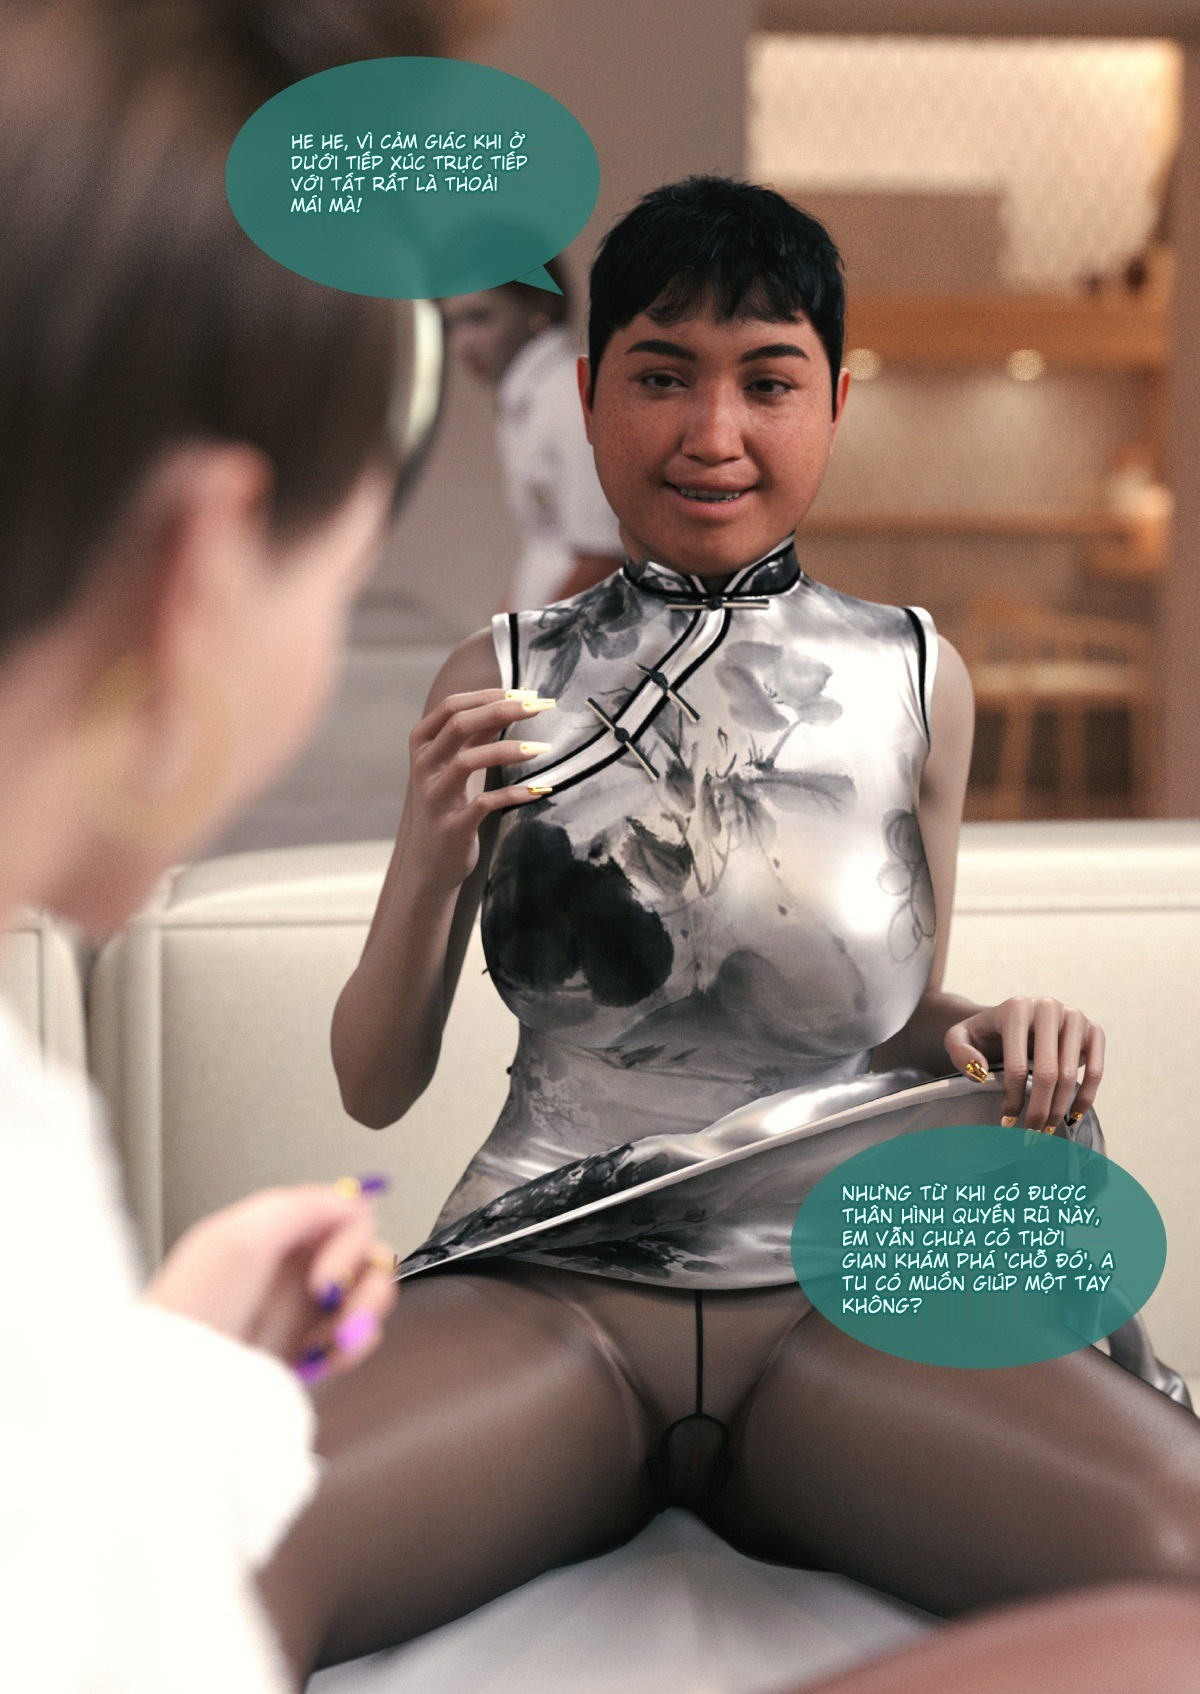 HE HE, VÌ CẢM GIÁC KHI Ở
DƯỚI TIẾP XÚC TRỰC TIẾP
VỚI TẤT RẤT LÀ THOẢI
MÁI MÀ!
NHƯNG TỪ KHI CÓ ĐƯỢC
THÂN HÌNH QUYẾN RŨ NÀY,
EM VẪN CHƯA CÓ THỜI
GIAN KHÁM PHÁ 'CHỖ ĐÓ', A
TU CÓ MUỐN GIÚP MỘT TAY
KHÔNG?